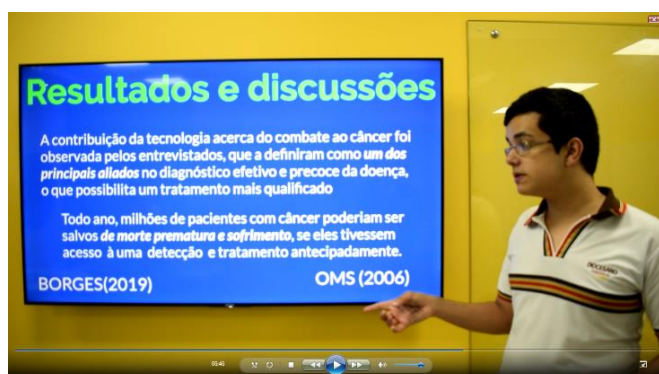 Resultados e discussões
A contribuição da tecnologia acerca do combate ao câncer foi
observada pelos entrevistados, que a definiram como um dos
principais aliados no diagnóstico efetivo e precoce da doença,
o que possibilita um tratamento mais qualificado
Todo ano, milhões de pacientes com câncer poderiam ser
salvos de morte prematura e sofrimento, se eles tivessem
acesso à uma detecção e tratamento antecipadamente.
BORGES(2019)
OMS (2006)
DIOCESANO
05:46